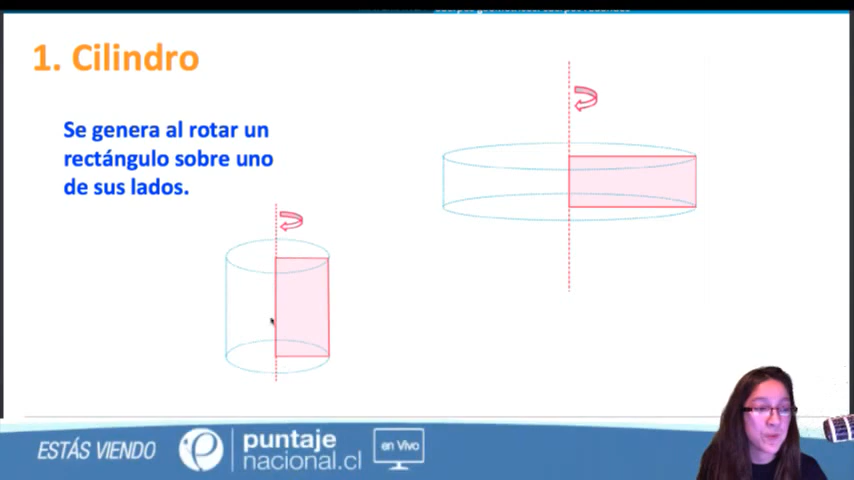 1. Cilindro
Se genera al rotar un
rectángulo sobre uno
de sus lados.
ESTÁS VIENDO
puntaje
nacional.cl
en Vivo